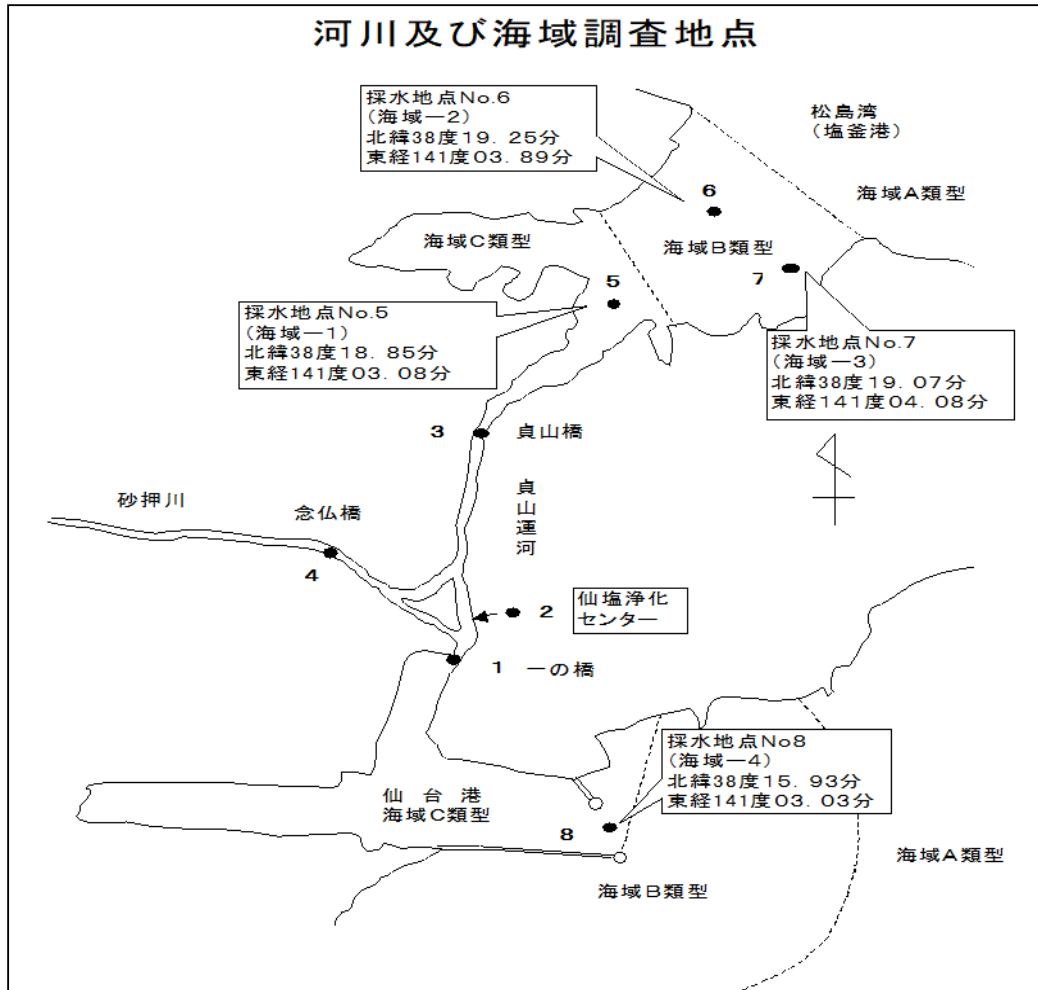 河川及び海域調査地点
採水地点No.6
(海域ー2)
北緯38度19.25分
東経141度03.89分
松島湾
(塩釜港)
海域A類型
6
海域C類型
海域B類型
7
5
採水地点No.5
(海域ー1)
北緯38度18.85分
東経141度03.08分
採水地点No.7
(海域ー3)
北緯38度19.07分
東経141度04.08分
3
貞山橋
貞山運河
砂押川
念仏橋
4
2
仙塩浄化
センター
1
一の橋
採水地点No8
(海域ー4)
北緯38度15.93分
東経141度03.03分
仙台港
海域C類型
8
海域B類型
海域A類型